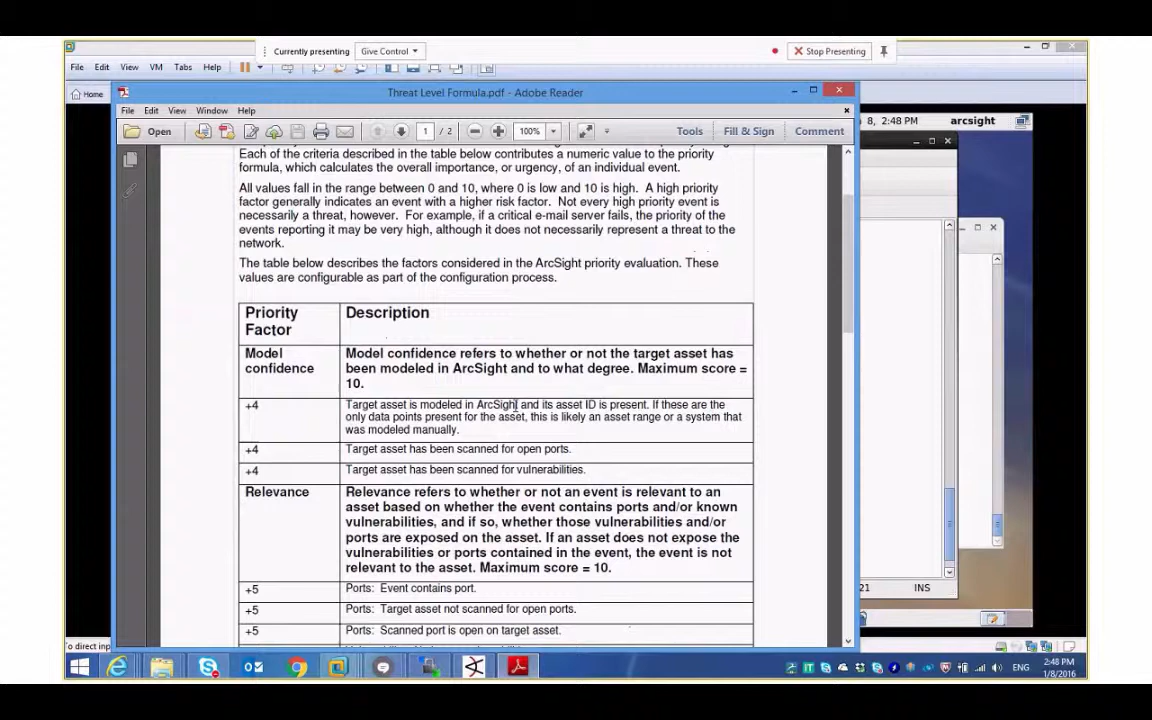 Currently presenting Give Control Stop Presenting
File Edit View VM Tabs Help
Home
Threat Level Formula.pdf - Adobe Reader
8, 2:48 PM arcsight
File Edit View Window Help
Open 1 / 2 100% Tools Fill & Sign Comment
Each of the criteria described in the table below contributes a numeric value to the priority
formula, which calculates the overall importance, or urgency, of an individual event.
All values fall in the range between 0 and 10, where 0 is low and 10 is high. A high priority
factor generally indicates an event with a higher risk factor. Not every high priority event is
necessarily a threat, however. For example, if a critical e-mail server fails, the priority of the
events reporting it may be very high, although it does not necessarily represent a threat to the
network.
The table below describes the factors considered in the ArcSight priority evaluation. These
values are configurable as part of the configuration process.
Priority
Factor
Description
Model
confidence
Model confidence refers to whether or not the target asset has
been modeled in ArcSight and to what degree. Maximum score =
10.
+4
Target asset is modeled in ArcSight and its asset ID is present. If these are the
only data points present for the asset, this is likely an asset range or a system that
was modeled manually.
+4 Target asset has been scanned for open ports.
+4 Target asset has been scanned for vulnerabilities.
Relevance
Relevance refers to whether or not an event is relevant to an
asset based on whether the event contains ports and/or known
vulnerabilities, and if so, whether those vulnerabilities and/or
ports are exposed on the asset. If an asset does not expose the
vulnerabilities or ports contained in the event, the event is not
relevant to the asset. Maximum score = 10.
+5 Ports: Event contains port.
+5 Ports: Target asset not scanned for open ports.
+5 Ports: Scanned port is open on target asset.
21 INS
To direct inp
ENG
2:48 PM
1/8/2016